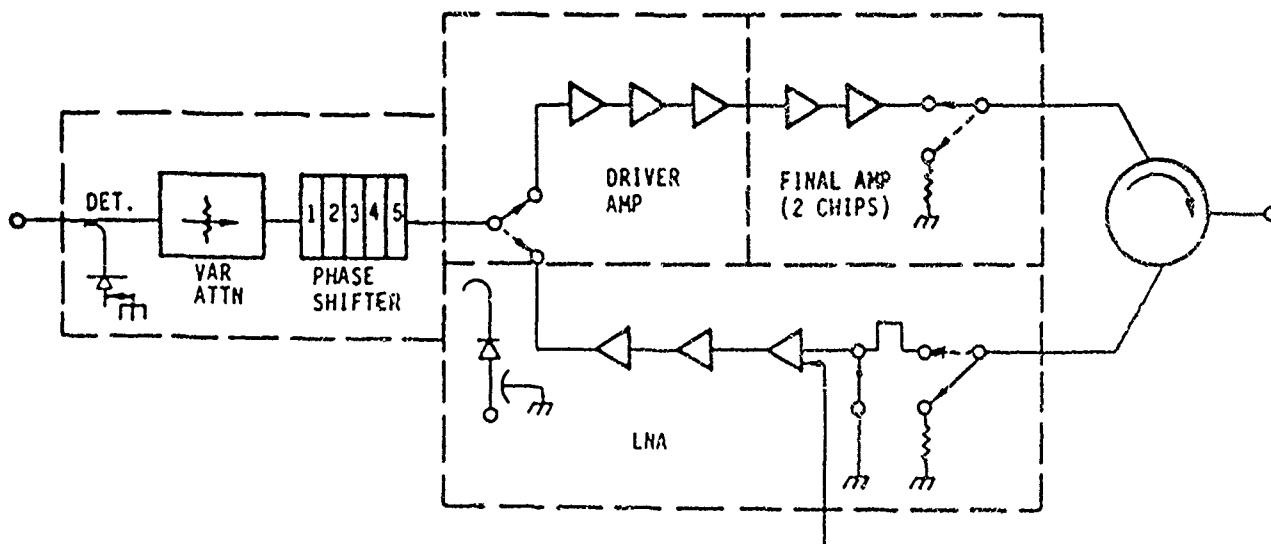 DET.
VAR
ATTN
1 2 3 4 5
PHASE
SHIFTER
DRIVER
AMP
FINAL AMP
(2 CHIPS)
LNA